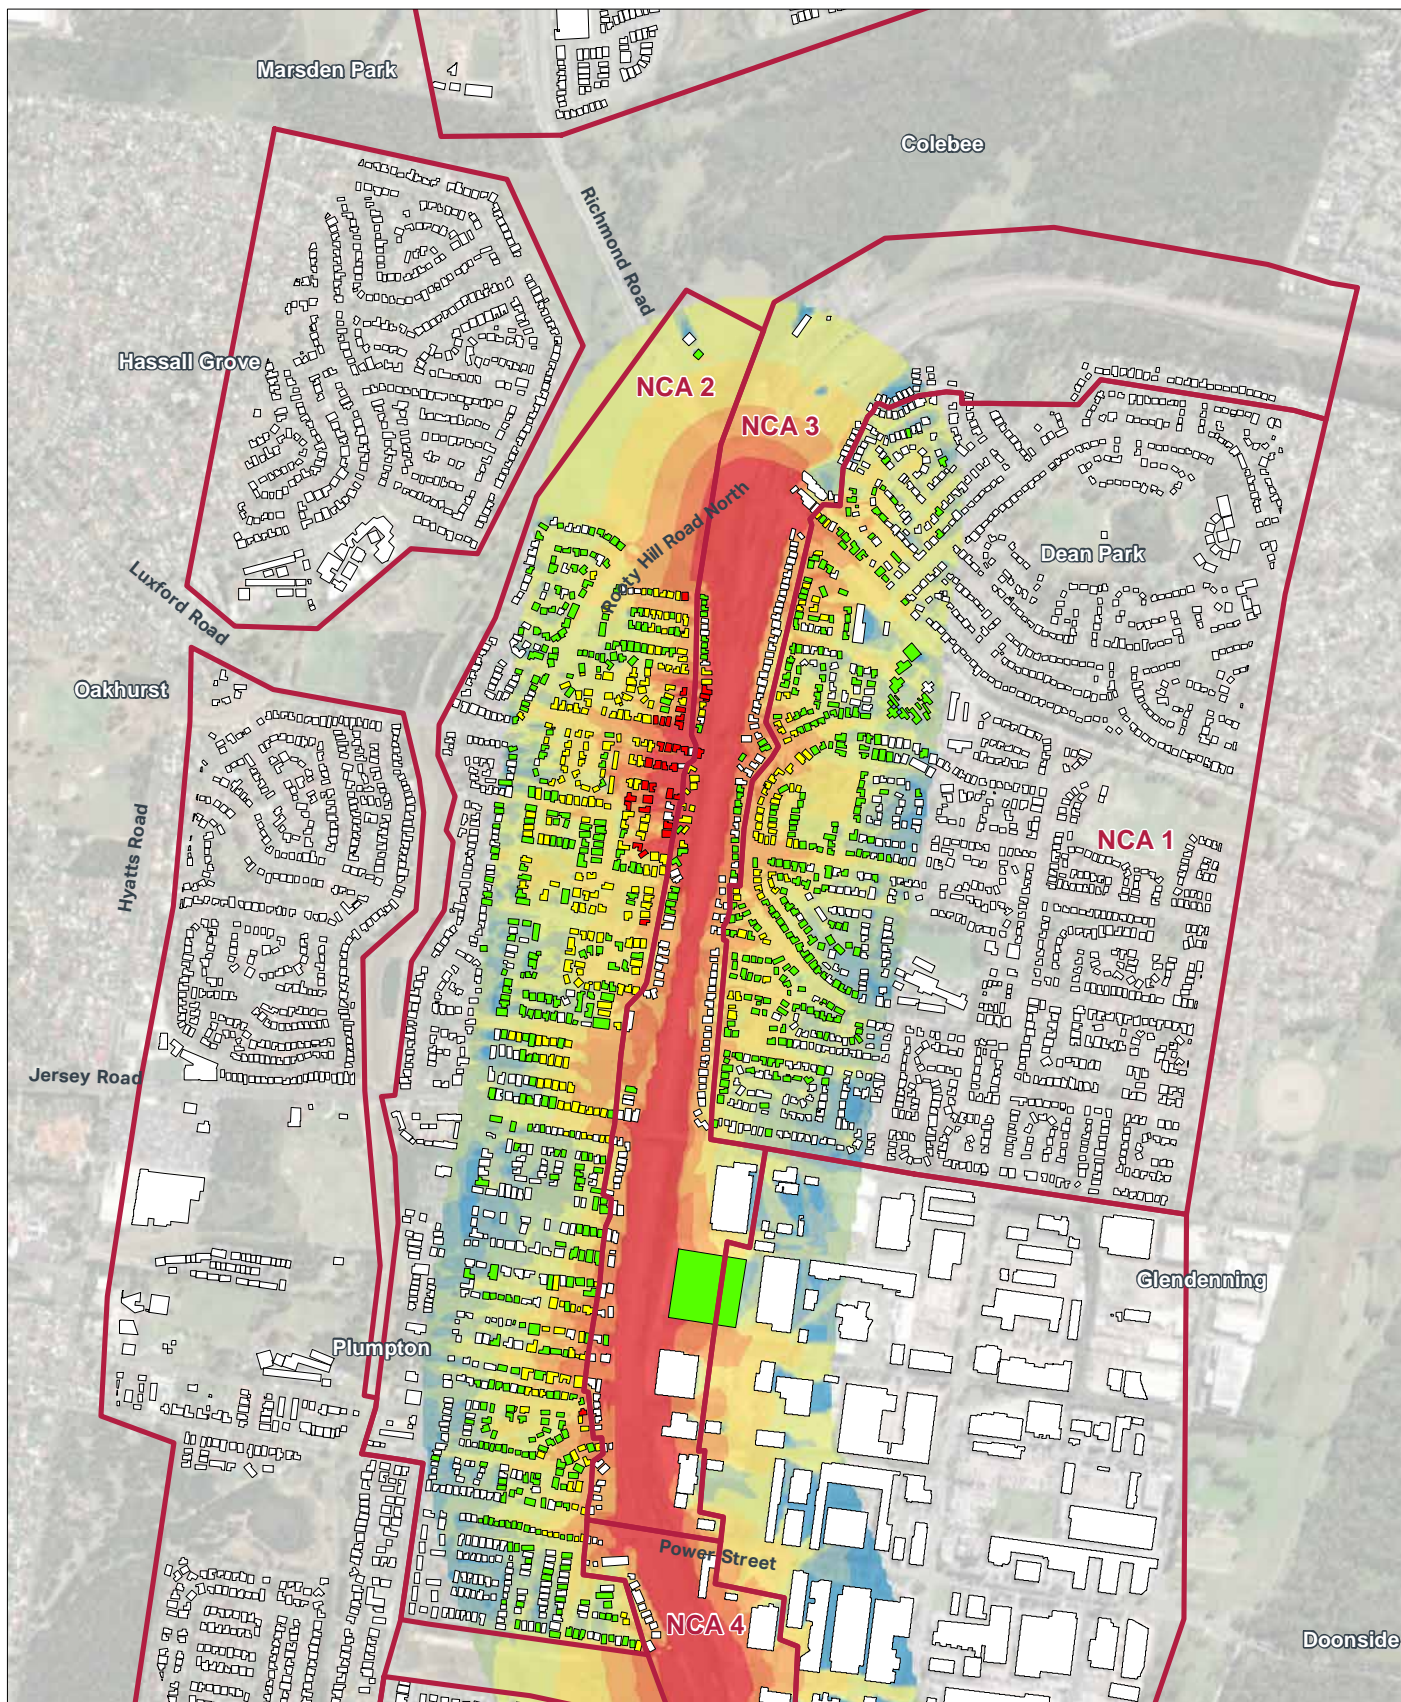 Marsden Park
Colebee
Richmond Road
Hassall Grove
NCA 2
NCA 3
Rooty Hill Road North
Dean Park
Luxford Road
Oakhurst
Hyatts Road
NCA 1
Jersey Road
Glendenning
Plumpton
Power Street
NCA 4
Doonside